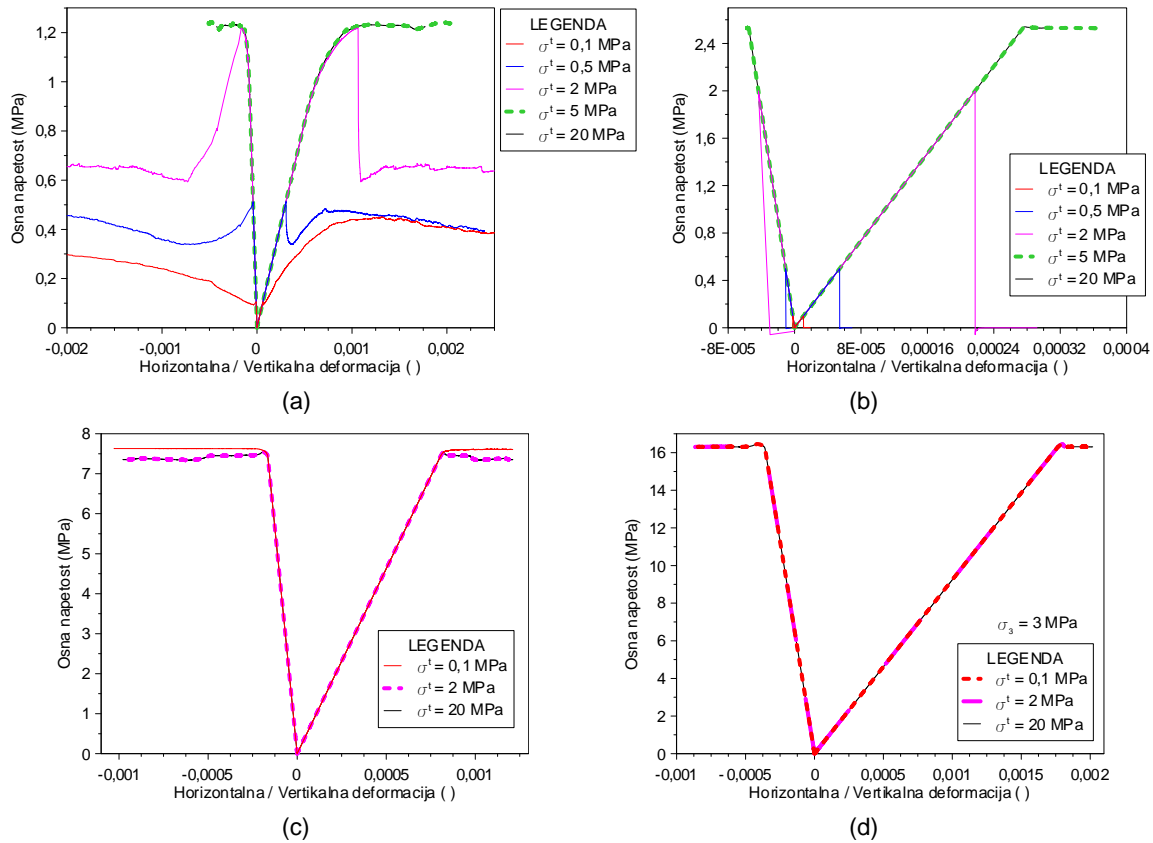 1,2
1
0,8
0,6
0,4
0,2
0
Osna napetost (MPa)
-0,002 -0,001 0 0,001 0,002
Horizontalna / Vertikalna deformacija ( )
LEGENDA
σᵗ = 0,1 MPa
σᵗ = 0,5 MPa
σᵗ = 2 MPa
σᵗ = 5 MPa
σᵗ = 20 MPa
(a)
2,4
2
1,6
1,2
0,8
0,4
0
Osna napetost (MPa)
-8E-005 0 8E-005 0,00016 0,00024 0,00032 0,0004
Horizontalna / Vertikalna deformacija ( )
LEGENDA
σᵗ = 0,1 MPa
σᵗ = 0,5 MPa
σᵗ = 2 MPa
σᵗ = 5 MPa
σᵗ = 20 MPa
(b)
8
7
6
5
4
3
2
1
0
Osna napetost (MPa)
-0,001 -0,0005 0 0,0005 0,001
Horizontalna / Vertikalna deformacija ( )
LEGENDA
σᵗ = 0,1 MPa
σᵗ = 2 MPa
σᵗ = 20 MPa
(c)
16
14
12
10
8
6
4
2
0
Osna napetost (MPa)
-0,001 -0,0005 0 0,0005 0,001 0,0015 0,002
Horizontalna / Vertikalna deformacija ( )
σ₃ = 3 MPa
LEGENDA
σᵗ = 0,1 MPa
σᵗ = 2 MPa
σᵗ = 20 MPa
(d)